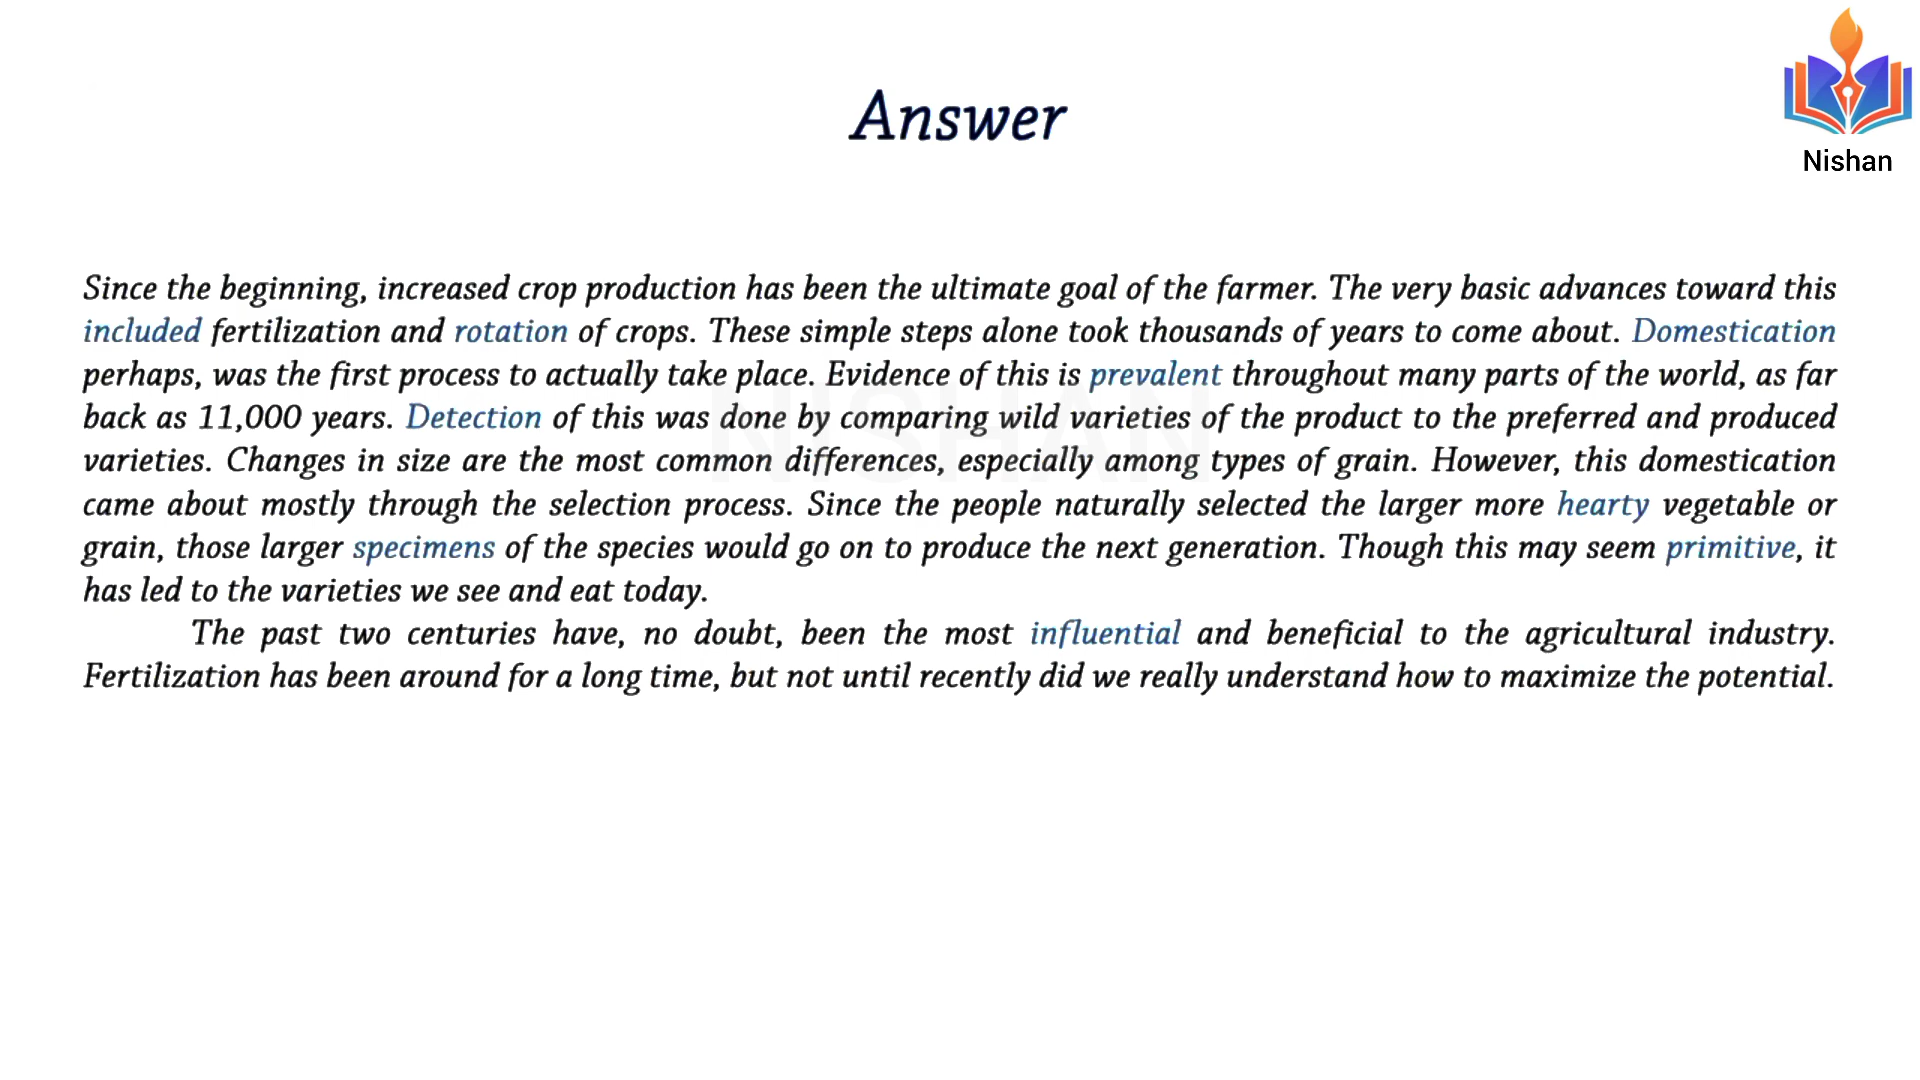 Answer
Nishan
Since the beginning, increased crop production has been the ultimate goal of the farmer. The very basic advances toward this
included fertilization and rotation of crops. These simple steps alone took thousands of years to come about. Domestication
perhaps, was the first process to actually take place. Evidence of this is prevalent throughout many parts of the world, as far
back as 11,000 years. Detection of this was done by comparing wild varieties of the product to the preferred and produced
NISHAN
varieties. Changes in size are the most common differences, especially among types of grain. However, this domestication
came about mostly through the selection process. Since the people naturally selected the larger more hearty vegetable or
grain, those larger specimens of the species would go on to produce the next generation. Though this may seem primitive, it
has led to the varieties we see and eat today.
The past two centuries have, no doubt, been the most influential and beneficial to the agricultural industry.
Fertilization has been around for a long time, but not until recently did we really understand how to maximize the potential.